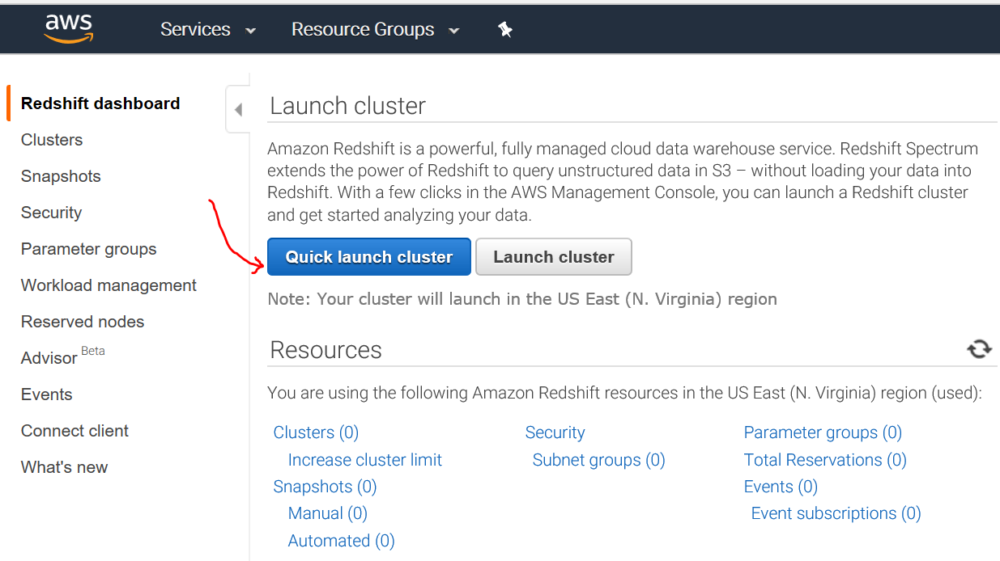 aws
Services
Resource Groups
Redshift dashboard
Clusters
Snapshots
Security
Parameter groups
Workload management
Reserved nodes
Advisor Beta
Events
Connect client
What's new
Launch cluster
Amazon Redshift is a powerful, fully managed cloud data warehouse service. Redshift Spectrum
extends the power of Redshift to query unstructured data in S3 – without loading your data into
Redshift. With a few clicks in the AWS Management Console, you can launch a Redshift cluster
and get started analyzing your data.
Quick launch cluster
Launch cluster
Note: Your cluster will launch in the US East (N. Virginia) region
Resources
You are using the following Amazon Redshift resources in the US East (N. Virginia) region (used):
Clusters (0)
Increase cluster limit
Snapshots (0)
Manual (0)
Automated (0)
Security
Subnet groups (0)
Parameter groups (0)
Total Reservations (0)
Events (0)
Event subscriptions (0)